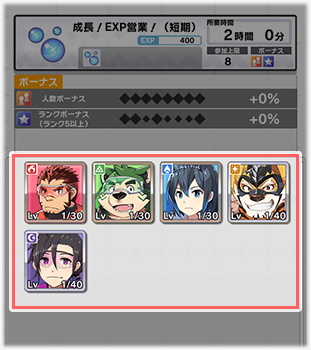 成長 / EXP営業 / （短期）
所要時間
2時間 0分
EXP 400
参加上限 ボーナス
8
ボーナス
人数ボーナス +0%
ランクボーナス
（ランク5以上） +0%
Lv 1/30 Lv 1/30 Lv 1/30 Lv 1/40
Lv 1/40